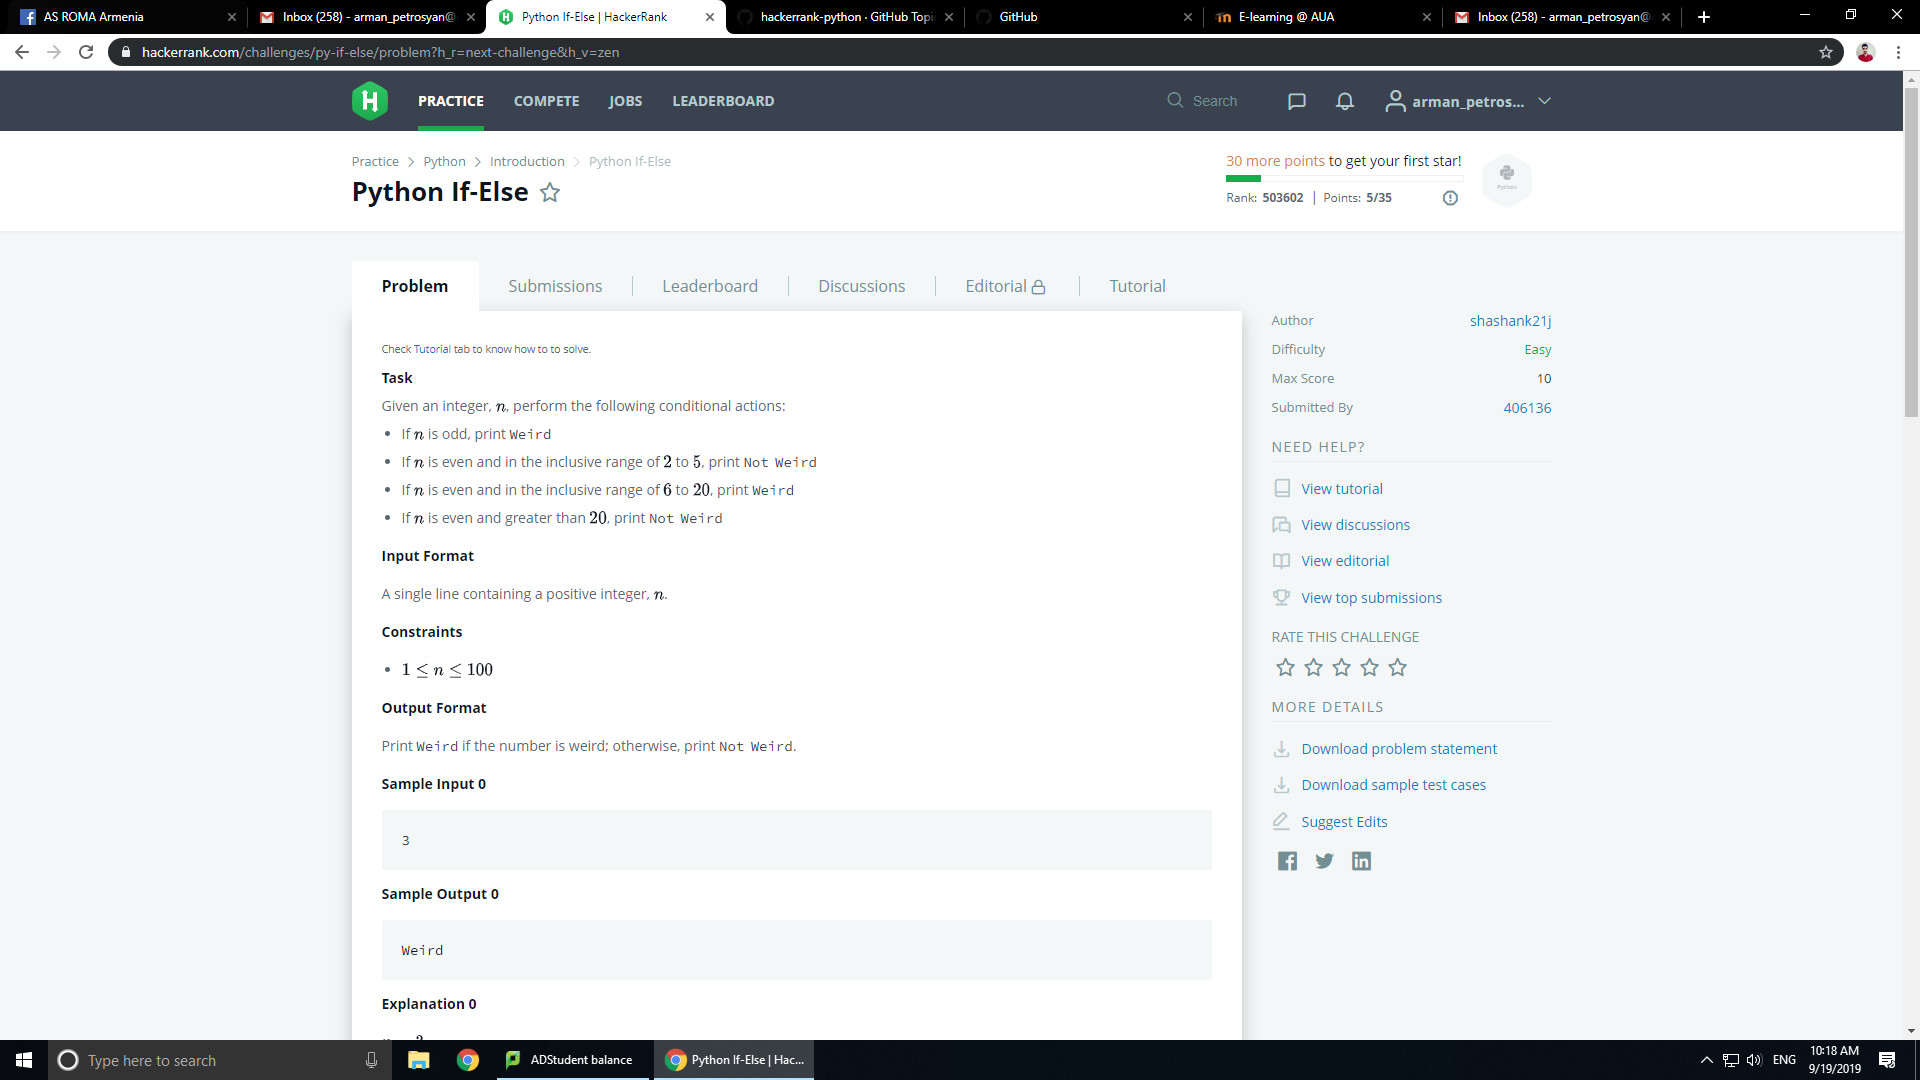 AS ROMA Armenia
Inbox (258) - arman_petrosyan@
Python If-Else | HackerRank
hackerrank-python · GitHub Topi
GitHub
E-learning @ AUA
Inbox (258) - arman_petrosyan@
hackerrank.com/challenges/py-if-else/problem?h_r=next-challenge&h_v=zen
PRACTICE COMPETE JOBS LEADERBOARD
Search
arman_petros...
Practice > Python > Introduction > Python If-Else
Python If-Else
30 more points to get your first star!
Rank: 503602 | Points: 5/35
Python
Problem Submissions Leaderboard Discussions Editorial Tutorial
Check Tutorial tab to know how to to solve.
Task
Given an integer, n, perform the following conditional actions:
• If n is odd, print Weird
• If n is even and in the inclusive range of 2 to 5, print Not Weird
• If n is even and in the inclusive range of 6 to 20, print Weird
• If n is even and greater than 20, print Not Weird
Input Format
A single line containing a positive integer, n.
Constraints
• 1 ≤ n ≤ 100
Output Format
Print Weird if the number is weird; otherwise, print Not Weird.
Sample Input 0
3
Sample Output 0
Weird
Explanation 0
Author shashank21j
Difficulty Easy
Max Score 10
Submitted By 406136
NEED HELP?
View tutorial
View discussions
View editorial
View top submissions
RATE THIS CHALLENGE
MORE DETAILS
Download problem statement
Download sample test cases
Suggest Edits
Type here to search
ADStudent balance
Python If-Else | Hac...
ENG
10:18 AM
9/19/2019